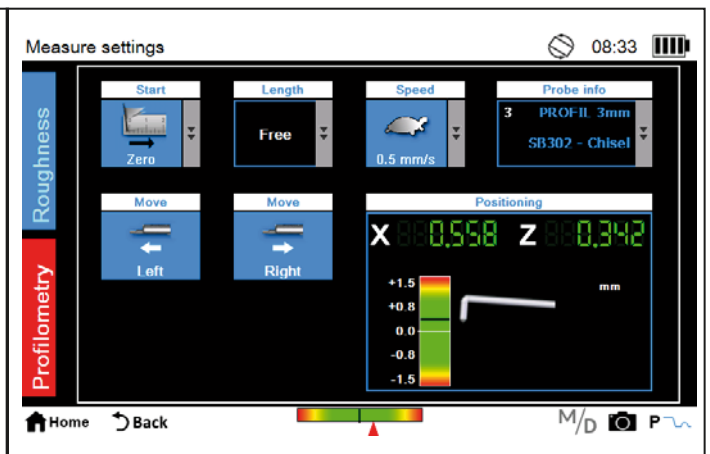 Measure settings
08:33
Roughness
Profilometry
Start
Zero
Length
Free
Speed
0.5 mm/s
Probe info
3 PROFIL 3mm
SB302 - Chisel
Move
Left
Move
Right
Positioning
X 0.558 Z 0.342
mm
+1.5
+0.8
0.0
-0.8
-1.5
Home
Back
M/D
P